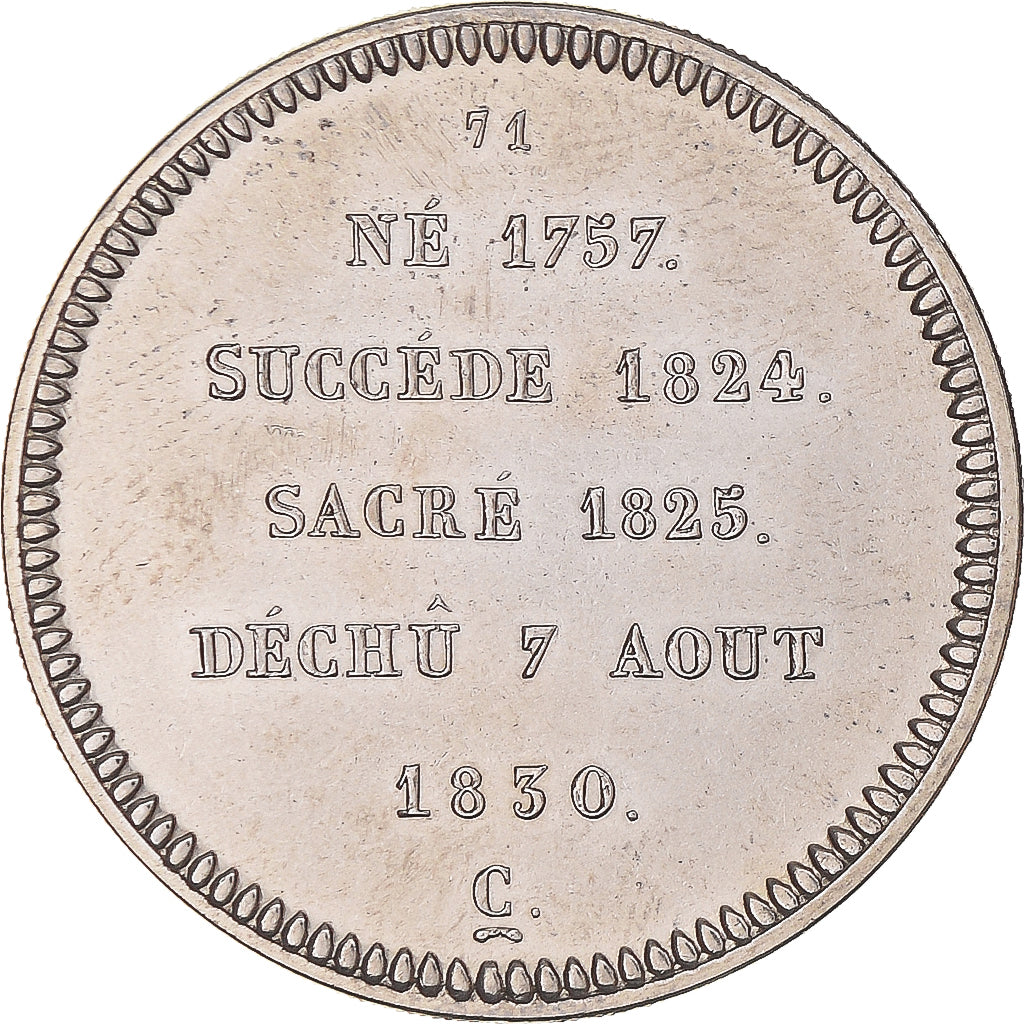 71
NÉ 1757.
SUCCÉDE 1824.
SACRÉ 1825.
DÉCHÛ 7 AOUT
1830.
C.